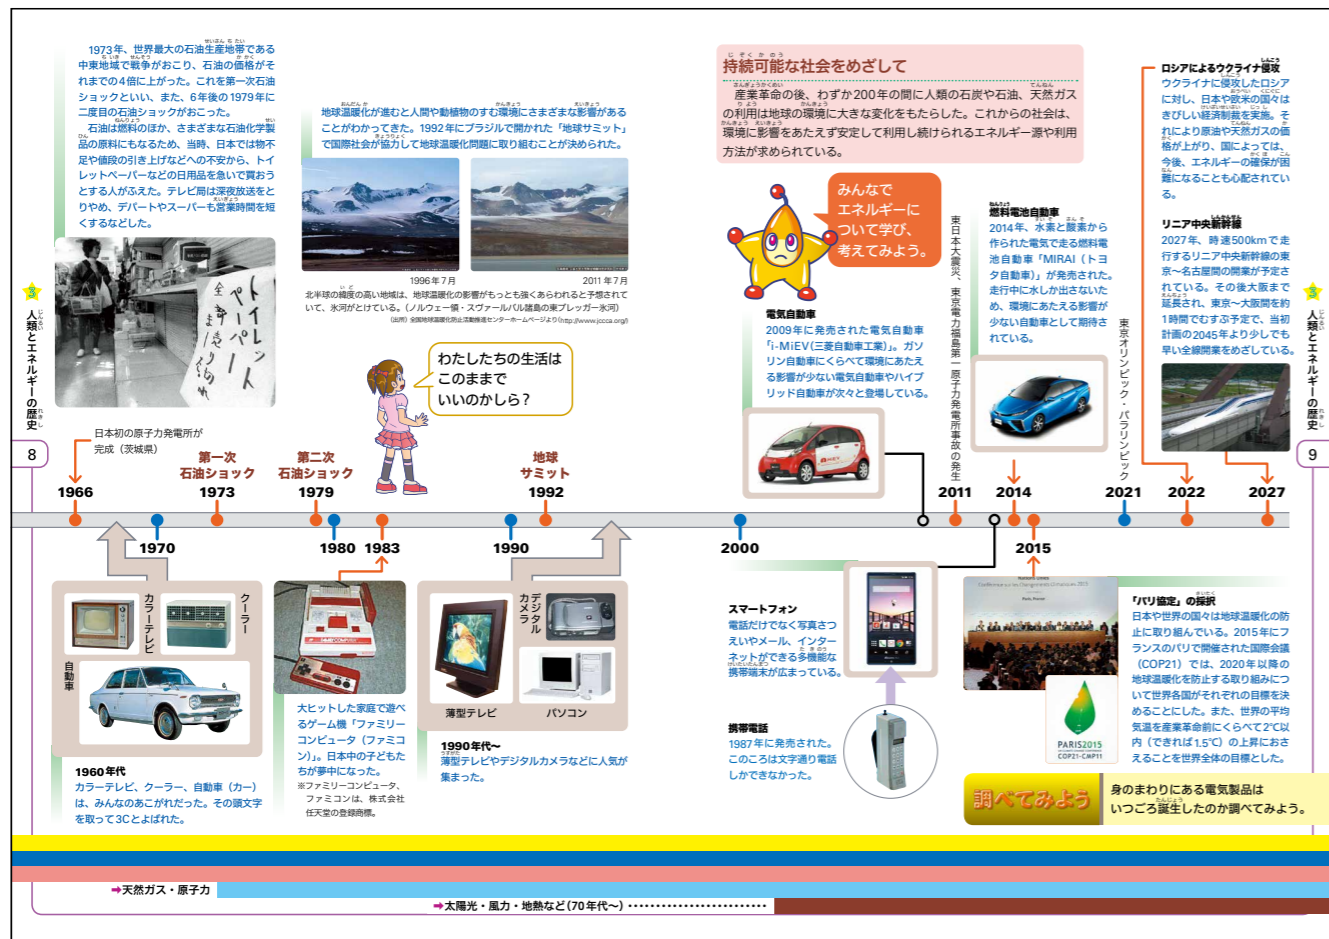 1973年、世界最大の石油生産地帯である
中東地域で戦争がおこり、石油の価格がそ
れまでの4倍に上がった。これを第一次石油
ショックといい、また、6年後の1979年に
二度目の石油ショックがおこった。
石油は燃料のほか、さまざまな石油化学製
品の原料にもなるため、当時、日本では物不
足や値段の引き上げなどへの不安から、トイ
レットペーパーなどの日用品を急いで買おう
とする人がふえた。テレビ局は深夜放送をと
りやめ、デパートやスーパーも営業時間を短
くするなどした。
トイレット
ペーパー
全部売り切れ
地球温暖化が進むと人間や動植物のすむ環境にさまざまな影響がある
ことがわかってきた。1992年にブラジルで開かれた「地球サミット」
で国際社会が協力して地球温暖化問題に取り組むことが決められた。
1996年7月
2011年7月
北半球の緯度の高い地域は、地球温暖化の影響がもっとも強くあらわれると予想されて
いて、氷河がとけている。（ノルウェー領・スヴァールバル諸島の東ブレッガー氷河）
（出所）全国地球温暖化防止活動推進センターホームページより（http://www.jccca.org/）
わたしたちの生活は
このままで
いいのかしら？
持続可能な社会をめざして
産業革命の後、わずか200年の間に人類の石炭や石油、天然ガス
の利用は地球の環境に大きな変化をもたらした。これからの社会は、
環境に影響をあたえず安定して利用し続けられるエネルギー源や利用
方法が求められている。
みんなで
エネルギーに
ついて学び、
考えてみよう。
電気自動車
2009年に発売された電気自動車
「i-MiEV（三菱自動車工業）」。ガソ
リン自動車にくらべて環境にあたえ
る影響が少ない電気自動車やハイブ
リッド自動車が次々と登場している。
東日本大震災、東京電力福島第一原子力発電所事故の発生
燃料電池自動車
2014年、水素と酸素から
作られた電気で走る燃料電
池自動車「MIRAI（トヨ
タ自動車）」が発売された。
走行中に水しか出さないた
め、環境にあたえる影響が
少ない自動車として期待さ
れている。
東京オリンピック・パラリンピック
ロシアによるウクライナ侵攻
ウクライナに侵攻したロシア
に対し、日本や欧米の国々は
きびしい経済制裁を実施。そ
れにより原油や天然ガスの価
格が上がり、国によっては、
今後、エネルギーの確保が困
難になることも心配されてい
る。
リニア中央新幹線
2027年、時速500kmで走
行するリニア中央新幹線の東
京～名古屋間の開業が予定さ
れている。その後大阪まで
延長され、東京～大阪間を約
1時間でむすぶ予定で、当初
計画の2045年より少しでも
早い全線開業をめざしている。
3
人類とエネルギーの歴史
8
3
人類とエネルギーの歴史
9
日本初の原子力発電所が
完成（茨城県）
第一次
石油ショック
第二次
石油ショック
地球
サミット
1966
1973
1979
1992
2011
2014
2021
2022
2027
1970
1980
1983
1990
2000
2015
カラーテレビ
クーラー
自動車
1960年代
カラーテレビ、クーラー、自動車（カー）
は、みんなのあこがれだった。その頭文字
を取って3Cとよばれた。
大ヒットした家庭で遊べ
るゲーム機「ファミリー
コンピュータ（ファミコ
ン）」。日本中の子どもた
ちが夢中になった。
※ファミリーコンピュータ、
ファミコンは、株式会社
任天堂の登録商標。
デジタル
カメラ
薄型テレビ
パソコン
1990年代～
薄型テレビやデジタルカメラなどに人気が
集まった。
スマートフォン
電話だけでなく写真さつ
えいやメール、インター
ネットができる多機能な
携帯端末が広まっている。
携帯電話
1987年に発売された。
このころは文字通り電話
しかできなかった。
PARIS2015
COP21・CMP11
「パリ協定」の採択
日本や世界の国々は地球温暖化の防
止に取り組んでいる。2015年にフ
ランスのパリで開催された国際会議
（COP21）では、2020年以降の
地球温暖化を防止する取り組みにつ
いて世界各国がそれぞれの目標を決
めることにした。また、世界の平均
気温を産業革命前にくらべて2℃以
内（できれば1.5℃）の上昇におさ
えることを世界全体の目標とした。
調べてみよう
身のまわりにある電気製品は
いつごろ誕生したのか調べてみよう。
➡天然ガス・原子力
➡太陽光・風力・地熱など（70年代～）